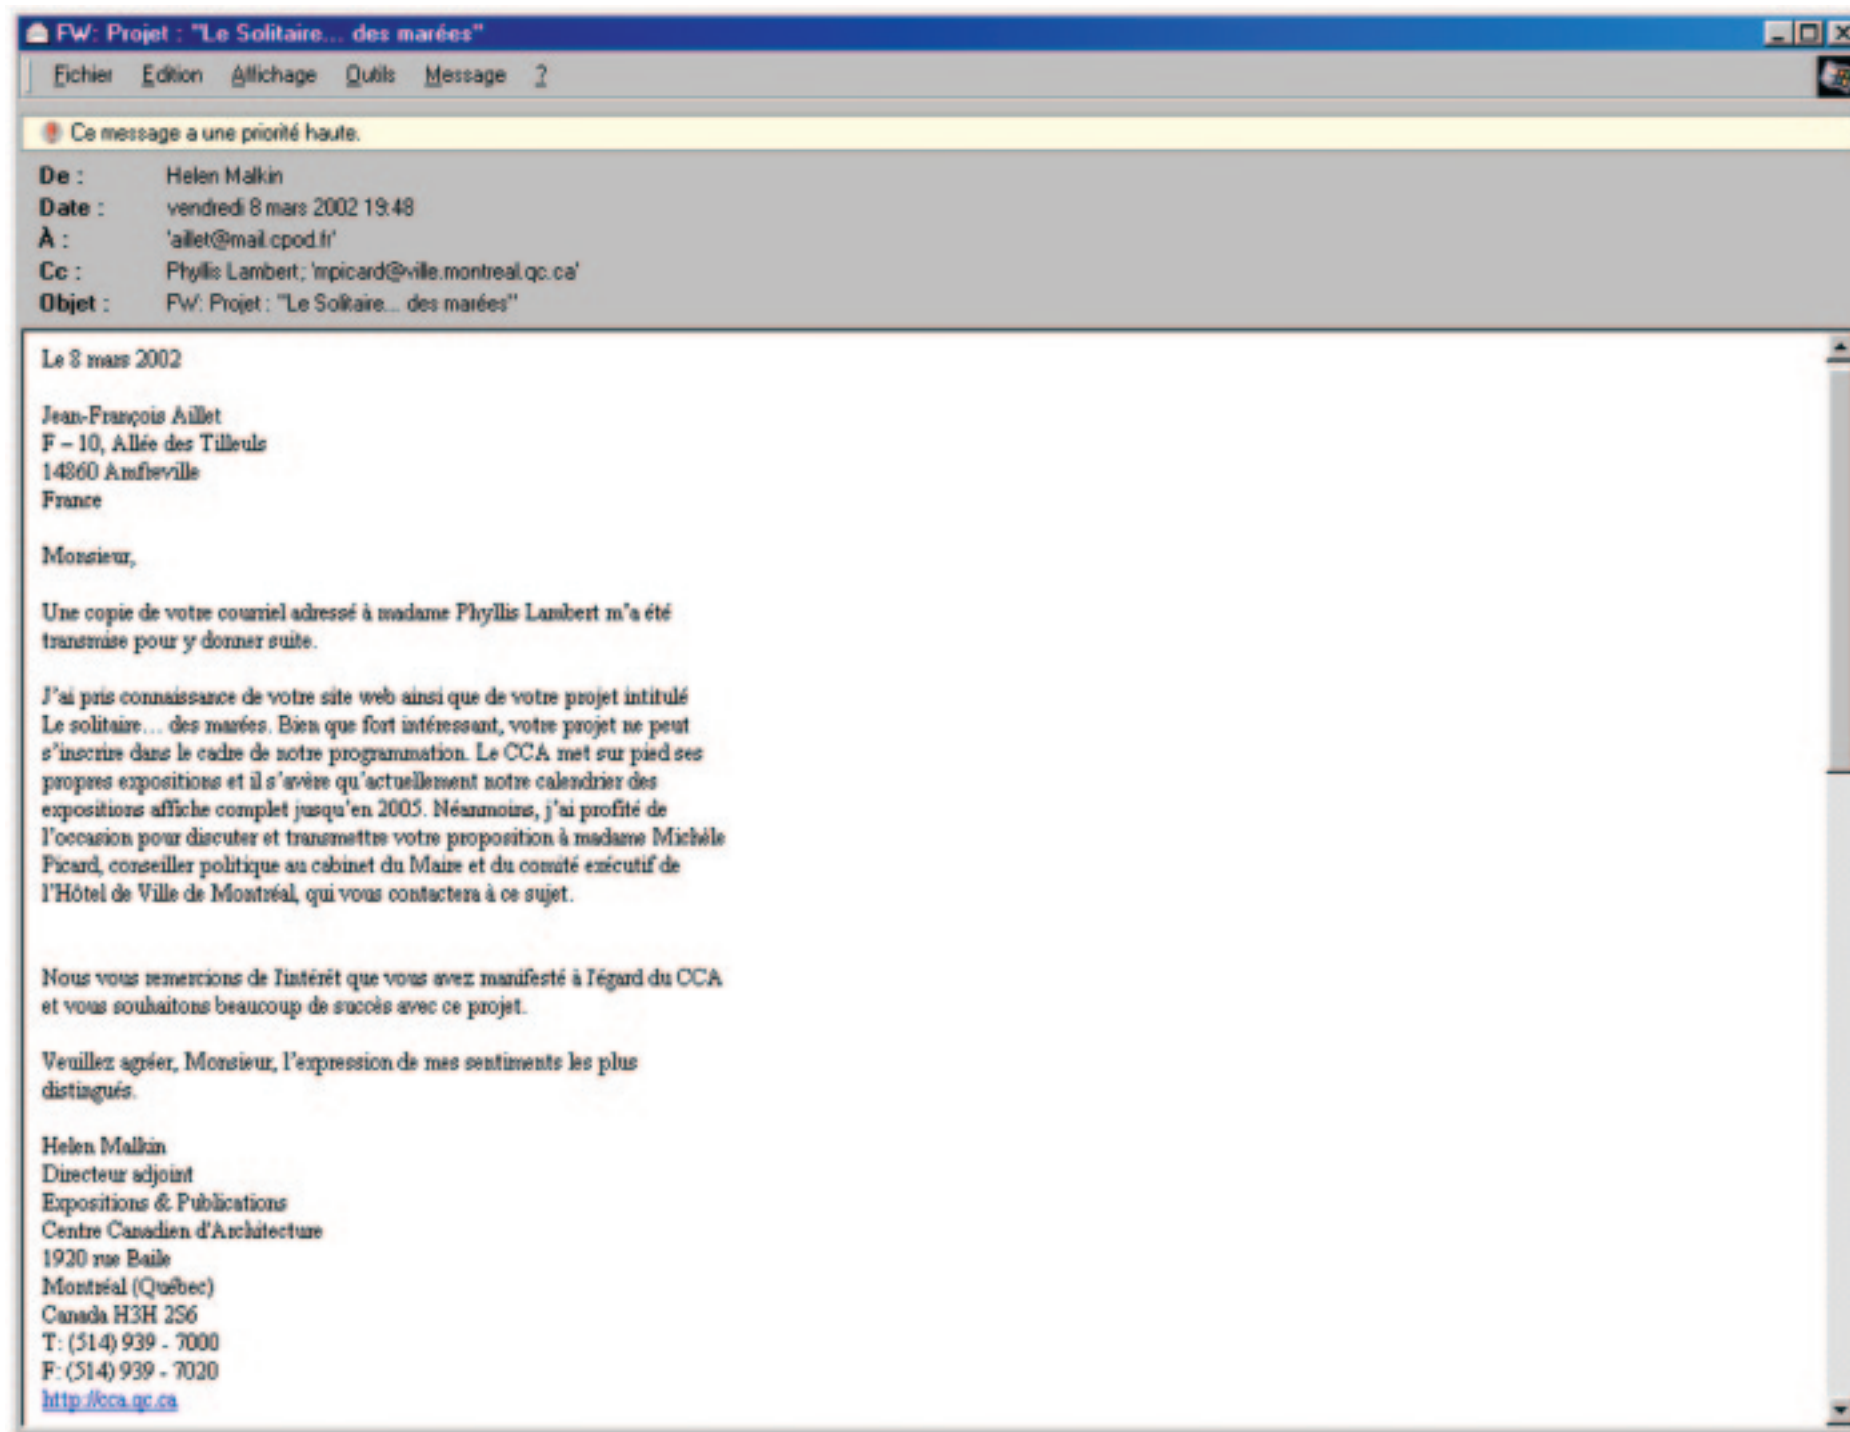 FW: Projet : "Le Solitaire... des marées"
Fichier Edition Affichage Outils Message ?
Ce message a une priorité haute.
De : Helen Malkin
Date : vendredi 8 mars 2002 19:48
À : 'aillet@mail.cpod.fr'
Cc : Phyllis Lambert; 'mpicard@ville.montreal.qc.ca'
Objet : FW: Projet : "Le Solitaire... des marées"
Le 8 mars 2002
Jean-François Aillet
F – 10, Allée des Tilleuls
14860 Amfreville
France
Monsieur,
Une copie de votre courriel adressé à madame Phyllis Lambert m’a été
transmise pour y donner suite.
J’ai pris connaissance de votre site web ainsi que de votre projet intitulé
Le solitaire… des marées. Bien que fort intéressant, votre projet ne peut
s’inscrire dans le cadre de notre programmation. Le CCA met sur pied ses
propres expositions et il s’avère qu’actuellement notre calendrier des
expositions affiche complet jusqu’en 2005. Néanmoins, j’ai profité de
l’occasion pour discuter et transmettre votre proposition à madame Michèle
Picard, conseiller politique au cabinet du Maire et du comité exécutif de
l’Hôtel de Ville de Montréal, qui vous contactera à ce sujet.
Nous vous remercions de l'intérêt que vous avez manifesté à l'égard du CCA
et vous souhaitons beaucoup de succès avec ce projet.
Veuillez agréer, Monsieur, l’expression de mes sentiments les plus
distingués.
Helen Malkin
Directeur adjoint
Expositions & Publications
Centre Canadien d'Architecture
1920 rue Baile
Montréal (Québec)
Canada H3H 2S6
T: (514) 939 - 7000
F: (514) 939 - 7020
http://cca.qc.ca